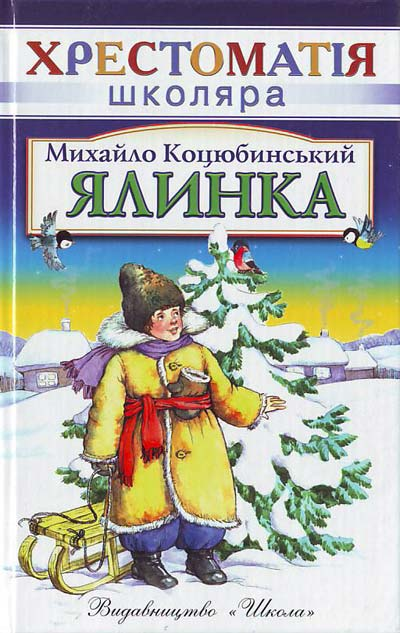 ХРЕСТОМАТІЯ
школяра
Михайло Коцюбинський
ЯЛИНКА
Видавництво «Школа»